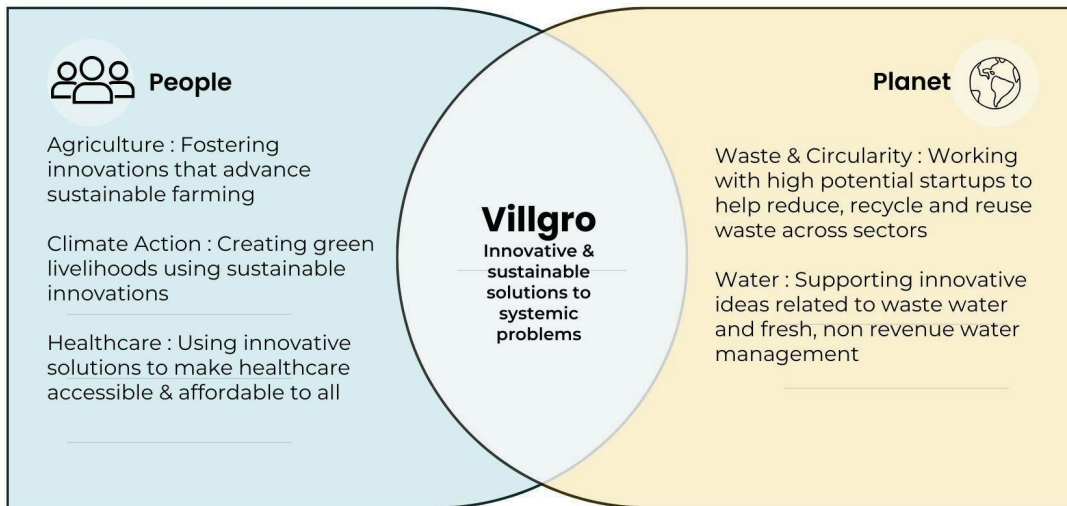 People
Agriculture : Fostering
innovations that advance
sustainable farming
Climate Action : Creating green
livelihoods using sustainable
innovations
Healthcare : Using innovative
solutions to make healthcare
accessible & affordable to all
Villgro
Innovative &
sustainable
solutions to
systemic
problems
Planet
Waste & Circularity : Working
with high potential startups to
help reduce, recycle and reuse
waste across sectors
Water : Supporting innovative
ideas related to waste water
and fresh, non revenue water
management